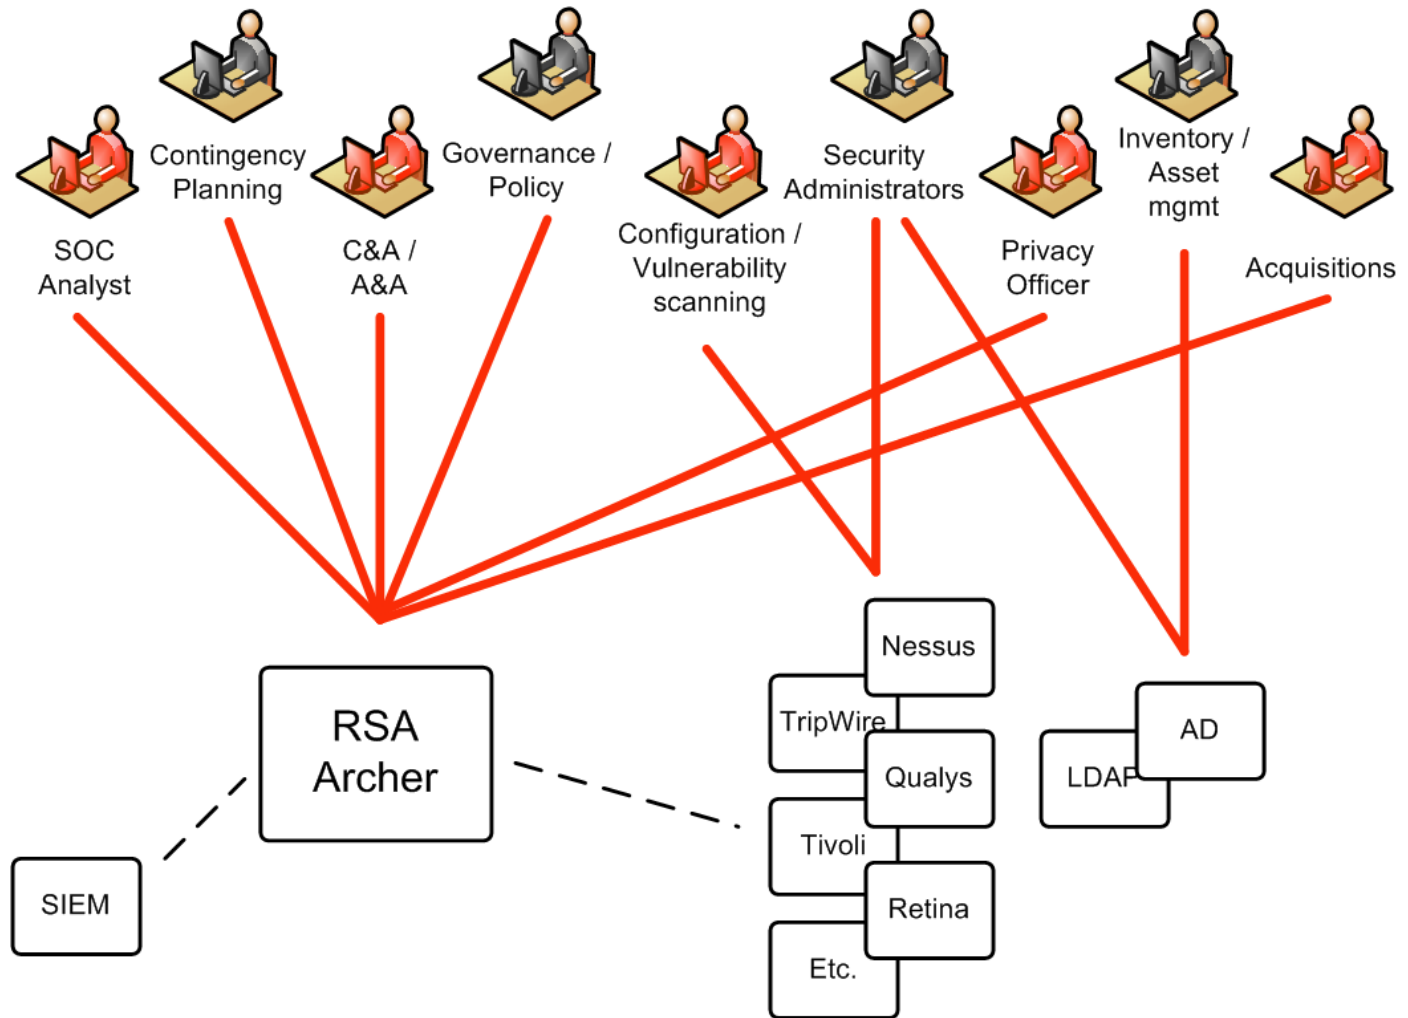 Contingency
Planning
Governance /
Policy
Security
Administrators
Inventory /
Asset
mgmt
SOC
Analyst
C&A /
A&A
Configuration /
Vulnerability
scanning
Privacy
Officer
Acquisitions
Nessus
RSA
Archer
TripWire
AD
Qualys
LDAP
Tivoli
SIEM
Retina
Etc.